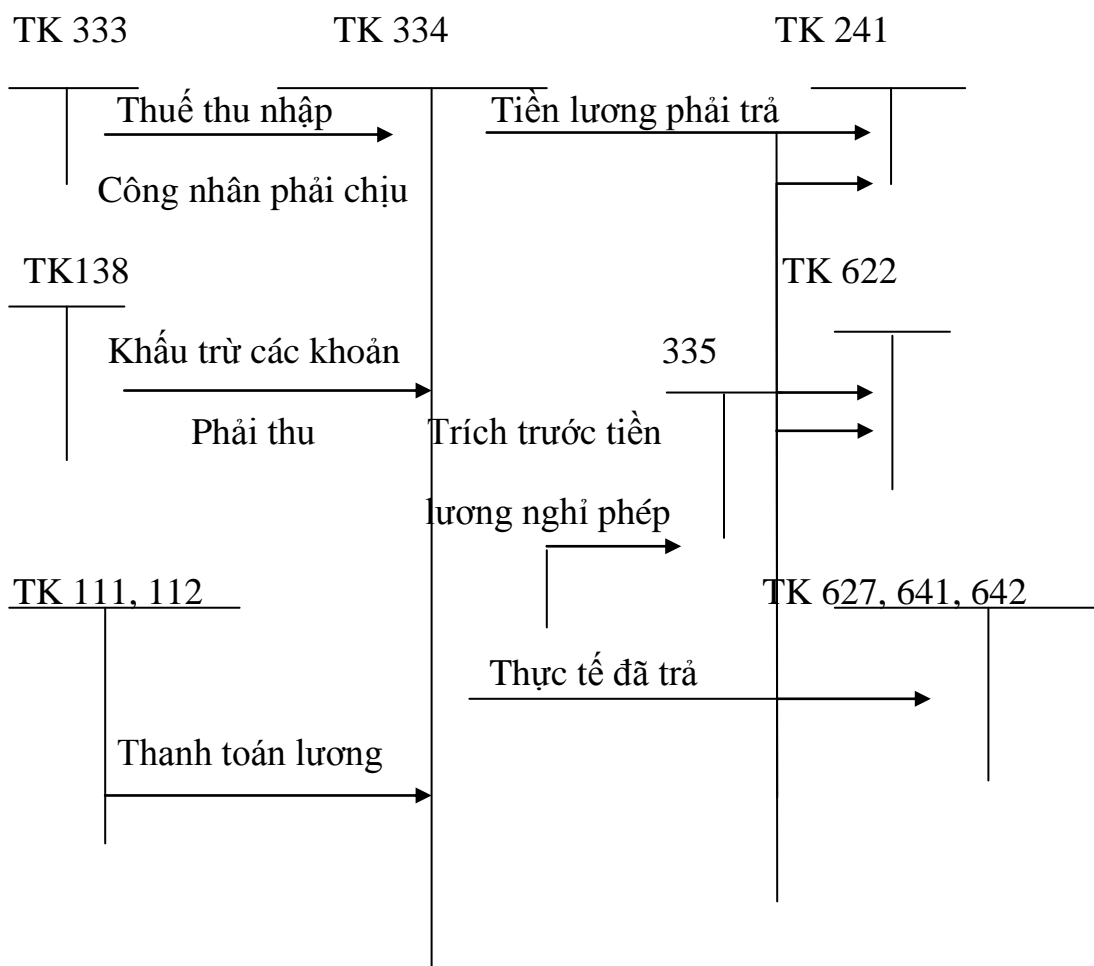 TK 333 TK 334 TK 241
Thuế thu nhập Tiền lương phải trả
Công nhân phải chịu
TK138 TK 622
Khấu trừ các khoản 335
Phải thu Trích trước tiền
lương nghỉ phép
TK 111, 112 TK 627, 641, 642
Thực tế đã trả
Thanh toán lương